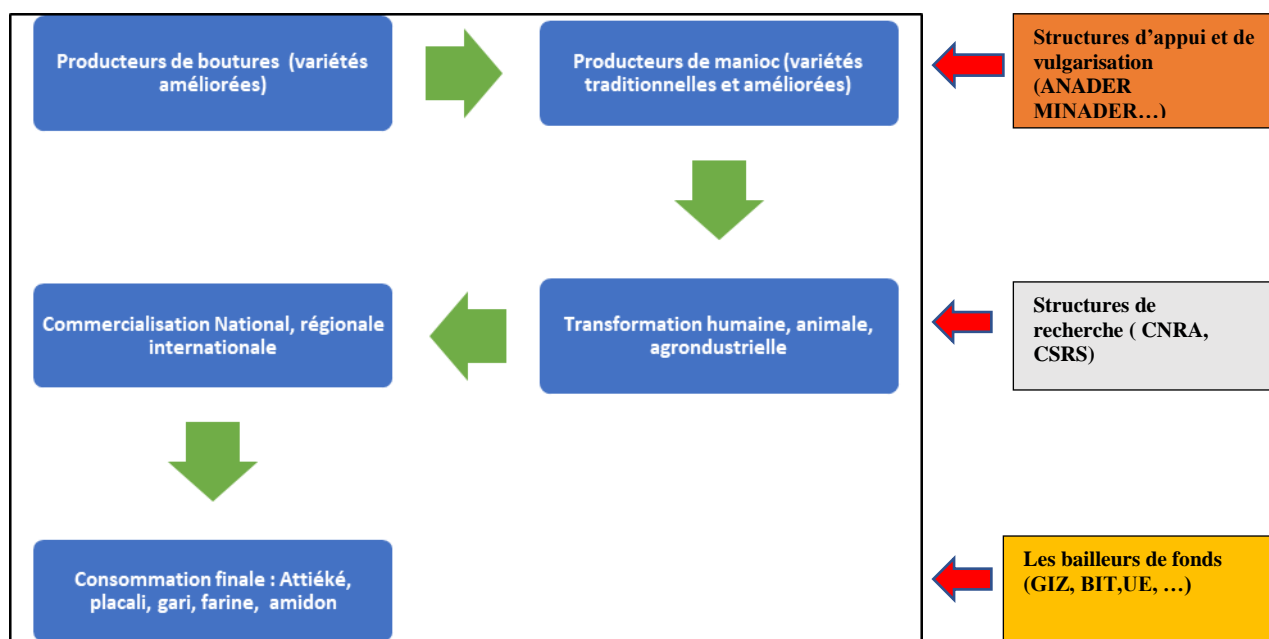 Producteurs de boutures (variétés
améliorées)
Producteurs de manioc (variétés
traditionnelles et améliorées)
Structures d'appui et de
vulgarisation
(ANADER
MINADER…)
Commercialisation National, régionale
internationale
Transformation humaine, animale,
agrondustrielle
Structures de
recherche ( CNRA,
CSRS)
Consommation finale : Attiéké,
placali, gari, farine, amidon
Les bailleurs de fonds
(GIZ, BIT,UE, …)